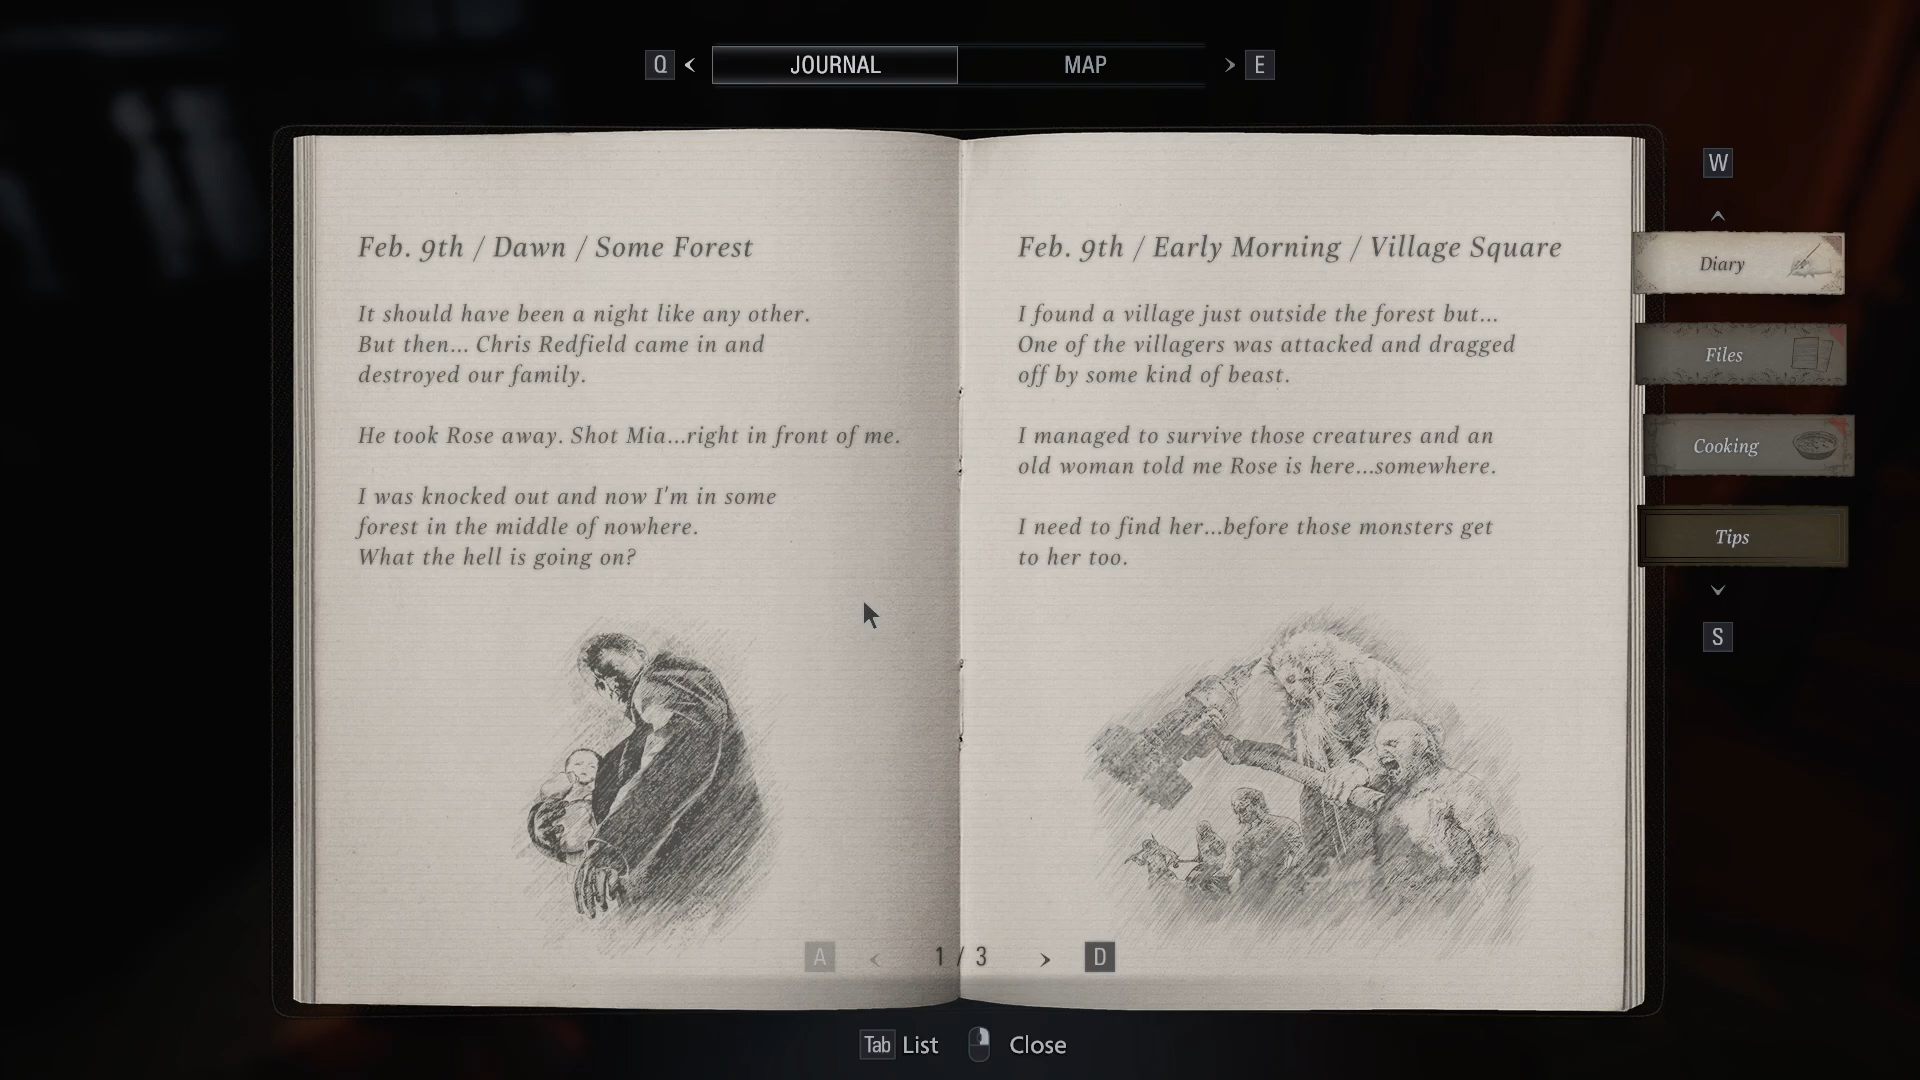 Q
JOURNAL
MAP
E
Feb. 9th / Dawn / Some Forest
It should have been a night like any other.
But then... Chris Redfield came in and
destroyed our family.
He took Rose away. Shot Mia...right in front of me.
I was knocked out and now I'm in some
forest in the middle of nowhere.
What the hell is going on?
Feb. 9th / Early Morning / Village Square
I found a village just outside the forest but...
One of the villagers was attacked and dragged
off by some kind of beast.
I managed to survive those creatures and an
old woman told me Rose is here...somewhere.
I need to find her...before those monsters get
to her too.
W
Diary
Files
Cooking
Tips
S
A
1 / 3
D
Tab List
Close